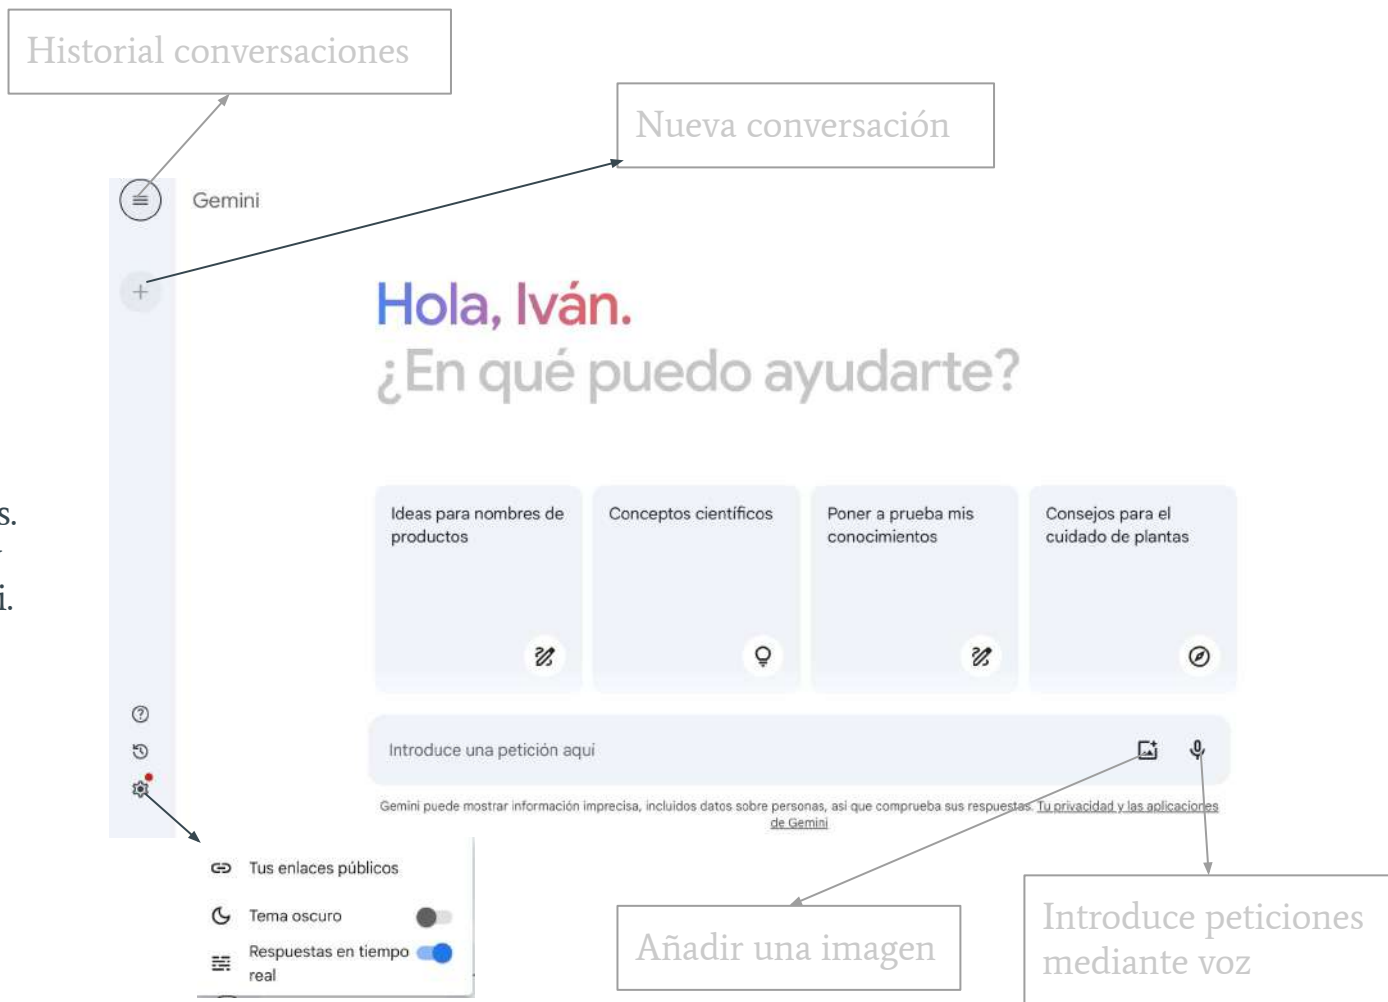 Historial conversaciones
Nueva conversación
Gemini
Hola, Iván.
¿En qué puedo ayudarte?
s.
i.
Ideas para nombres de
productos
Conceptos científicos
Poner a prueba mis
conocimientos
Consejos para el
cuidado de plantas
Introduce una petición aquí
Gemini puede mostrar información imprecisa, incluidos datos sobre personas, así que comprueba sus respuestas. Tu privacidad y las aplicaciones
de Gemini
Tus enlaces públicos
Tema oscuro
Respuestas en tiempo
real
Añadir una imagen
Introduce peticiones
mediante voz